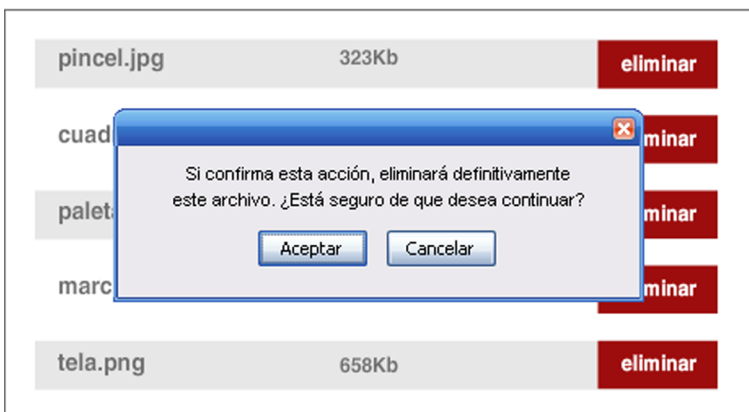 pincel.jpg 323Kb eliminar
cuad minar
Si confirma esta acción, eliminará definitivamente
este archivo. ¿Está seguro de que desea continuar?
palet minar
Aceptar Cancelar
marc minar
tela.png 658Kb eliminar